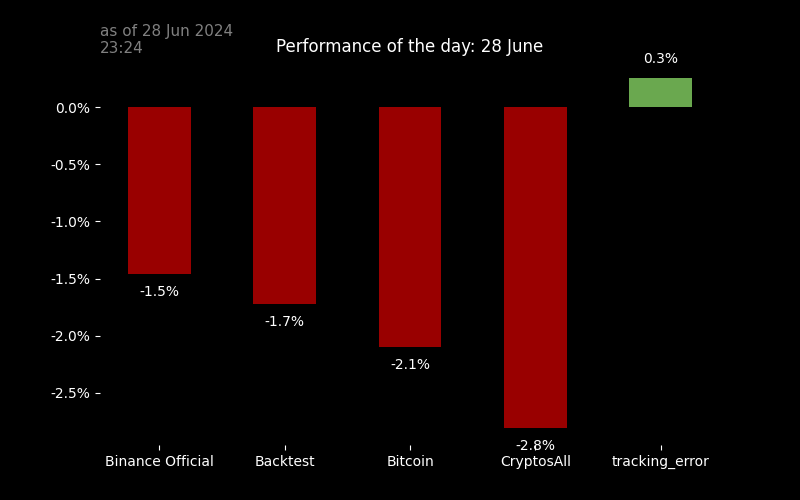 as of 28 Jun 2024
23:24
Performance of the day: 28 June
0.3%
0.0%
-0.5%
-1.0%
-1.5%
-2.0%
-2.5%
-1.5%
-1.7%
-2.1%
-2.8%
Binance Official
Backtest
Bitcoin
CryptosAll
tracking_error